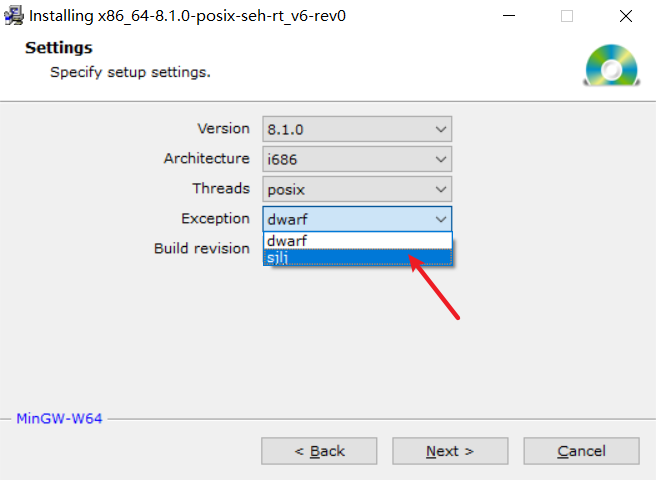 Installing x86_64-8.1.0-posix-seh-rt_v6-rev0
Settings
Specify setup settings.
Version 8.1.0
Architecture i686
Threads posix
Exception dwarf
dwarf
Build revision
sjlj
MinGW-W64
< Back Next > Cancel